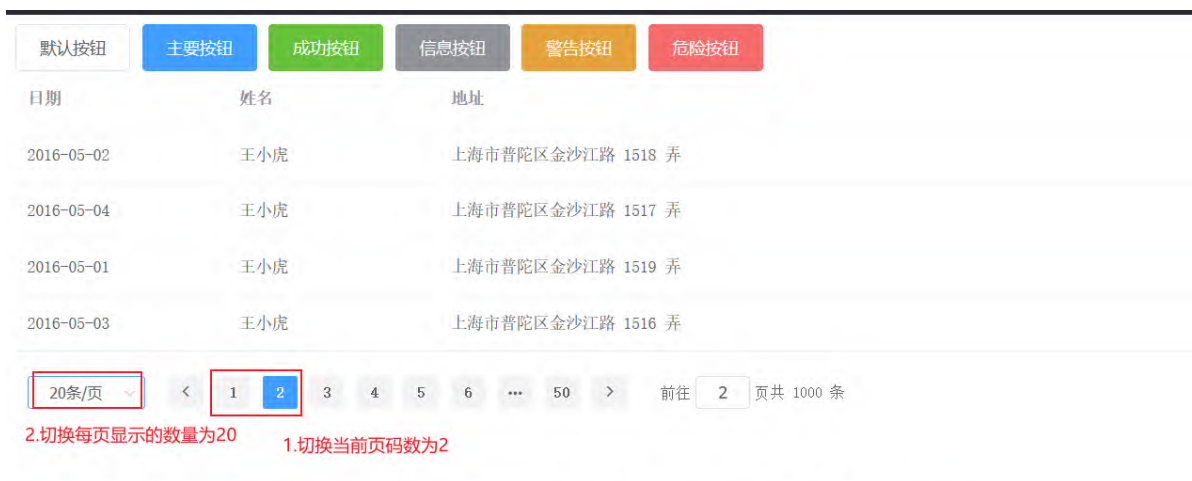 默认按钮 主要按钮 成功按钮 信息按钮 警告按钮 危险按钮
日期 姓名 地址
2016-05-02 王小虎 上海市普陀区金沙江路 1518 弄
2016-05-04 王小虎 上海市普陀区金沙江路 1517 弄
2016-05-01 王小虎 上海市普陀区金沙江路 1519 弄
2016-05-03 王小虎 上海市普陀区金沙江路 1516 弄
20条/页 < 1 2 3 4 5 6 ··· 50 > 前往 2 页共 1000 条
2.切换每页显示的数量为20
1.切换当前页码数为2